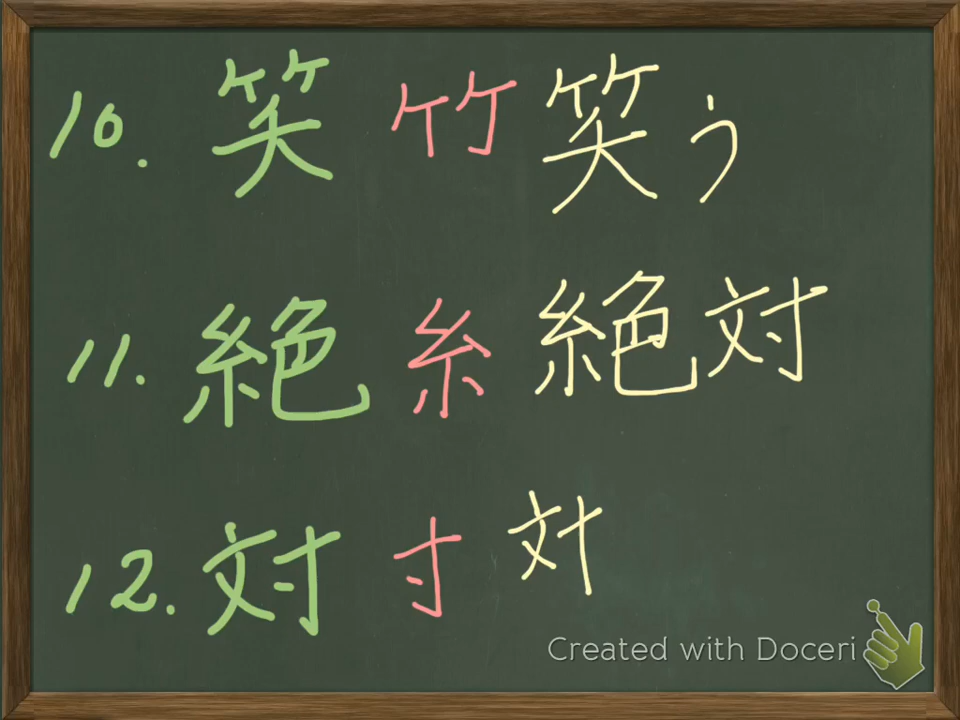 10. 笑 竹 笑う
11. 絶 糸 絶対
12. 対 寸 対
Created with Doceri